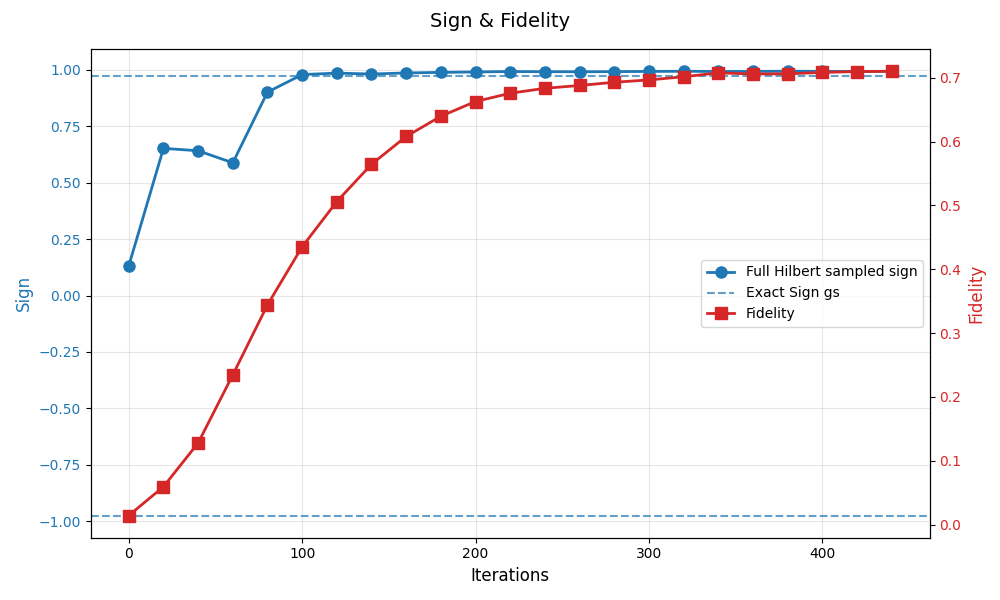 Sign & Fidelity
1.00
0.75
0.50
0.25
0.00
−0.25
−0.50
−0.75
−1.00
Sign
0.7
0.6
0.5
0.4
0.3
0.2
0.1
0.0
Fidelity
Full Hilbert sampled sign
Exact Sign gs
Fidelity
0 100 200 300 400
Iterations